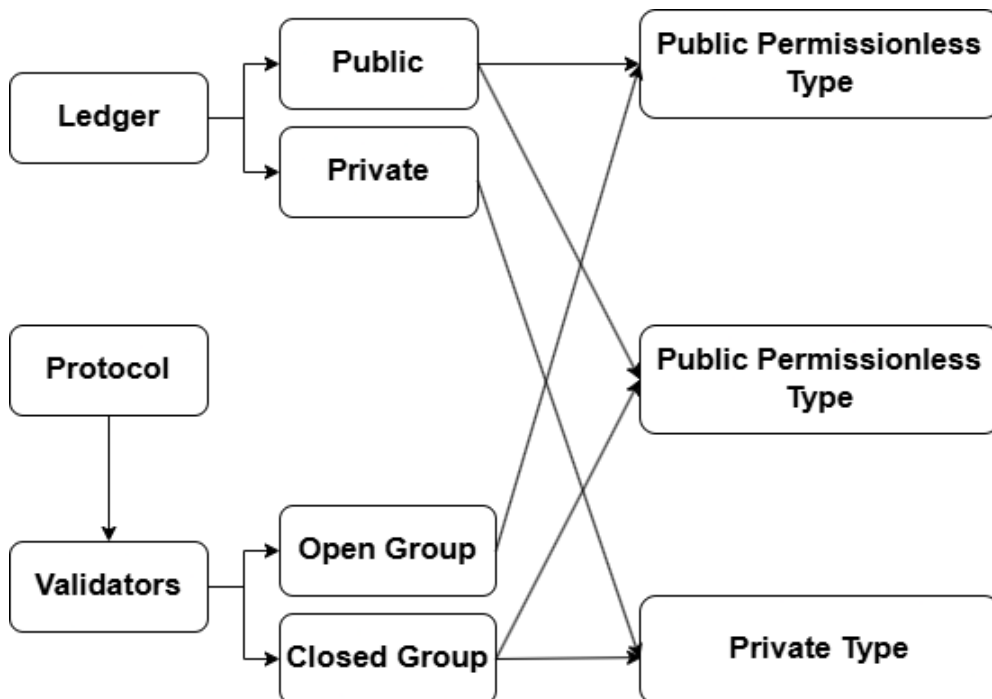 Ledger
Public
Private
Public Permissionless
Type
Protocol
Validators
Open Group
Closed Group
Public Permissionless
Type
Private Type